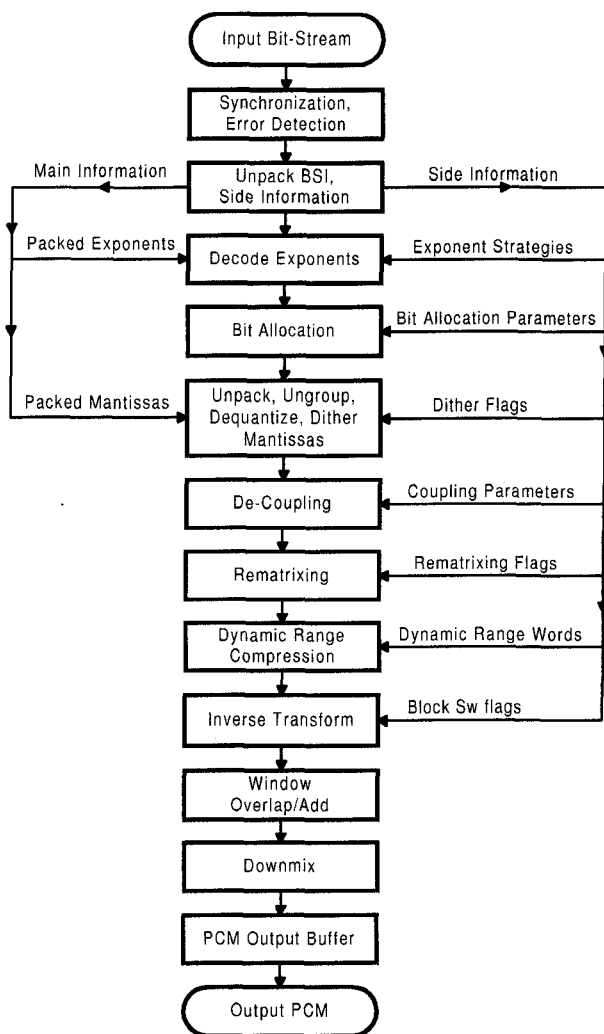 Input Bit-Stream
Synchronization,
Error Detection
Main Information
Unpack BSI,
Side Information
Side Information
Packed Exponents
Decode Exponents
Exponent Strategies
Bit Allocation
Bit Allocation Parameters
Packed Mantissas
Unpack, Ungroup,
Dequantize, Dither
Mantissas
Dither Flags
De-Coupling
Coupling Parameters
Rematrixing
Rematrixing Flags
Dynamic Range
Compression
Dynamic Range Words
Inverse Transform
Block Sw flags
Window
Overlap/Add
Downmix
PCM Output Buffer
Output PCM